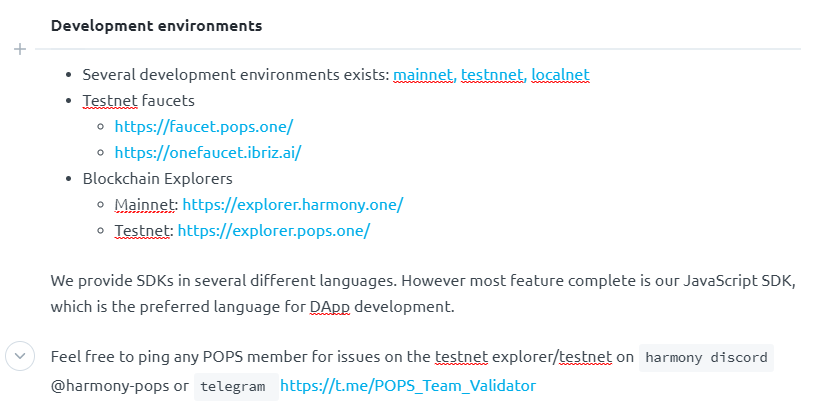 Development environments
Several development environments exists: mainnet, testnnet, localnet
Testnet faucets
https://faucet.pops.one/
https://onefaucet.ibriz.ai/
Blockchain Explorers
Mainnet: https://explorer.harmony.one/
Testnet: https://explorer.pops.one/
We provide SDKs in several different languages. However most feature complete is our JavaScript SDK,
which is the preferred language for DApp development.
Feel free to ping any POPS member for issues on the testnet explorer/testnet on harmony discord
@harmony-pops or telegram https://t.me/POPS_Team_Validator